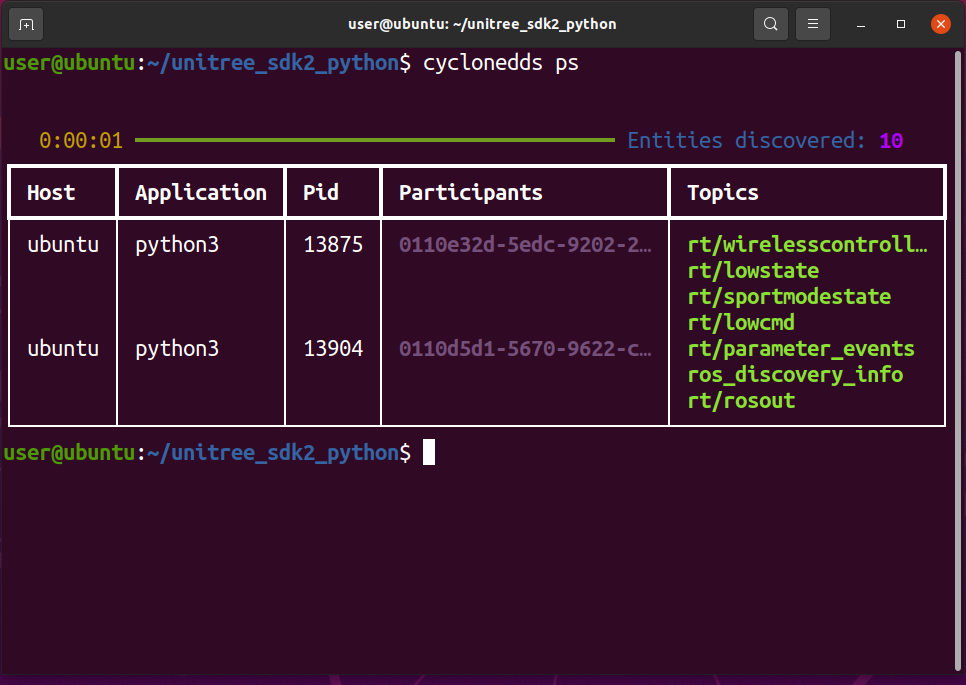 user@ubuntu: ~/unitree_sdk2_python
user@ubuntu:~/unitree_sdk2_python$ cyclonedds ps
0:00:01 Entities discovered: 10
Host Application Pid Participants Topics
ubuntu python3 13875 0110e32d-5edc-9202-2… rt/wirelesscontroll…
rt/lowstate
rt/sportmodestate
rt/lowcmd
ubuntu python3 13904 0110d5d1-5670-9622-c… rt/parameter_events
ros_discovery_info
rt/rosout
user@ubuntu:~/unitree_sdk2_python$